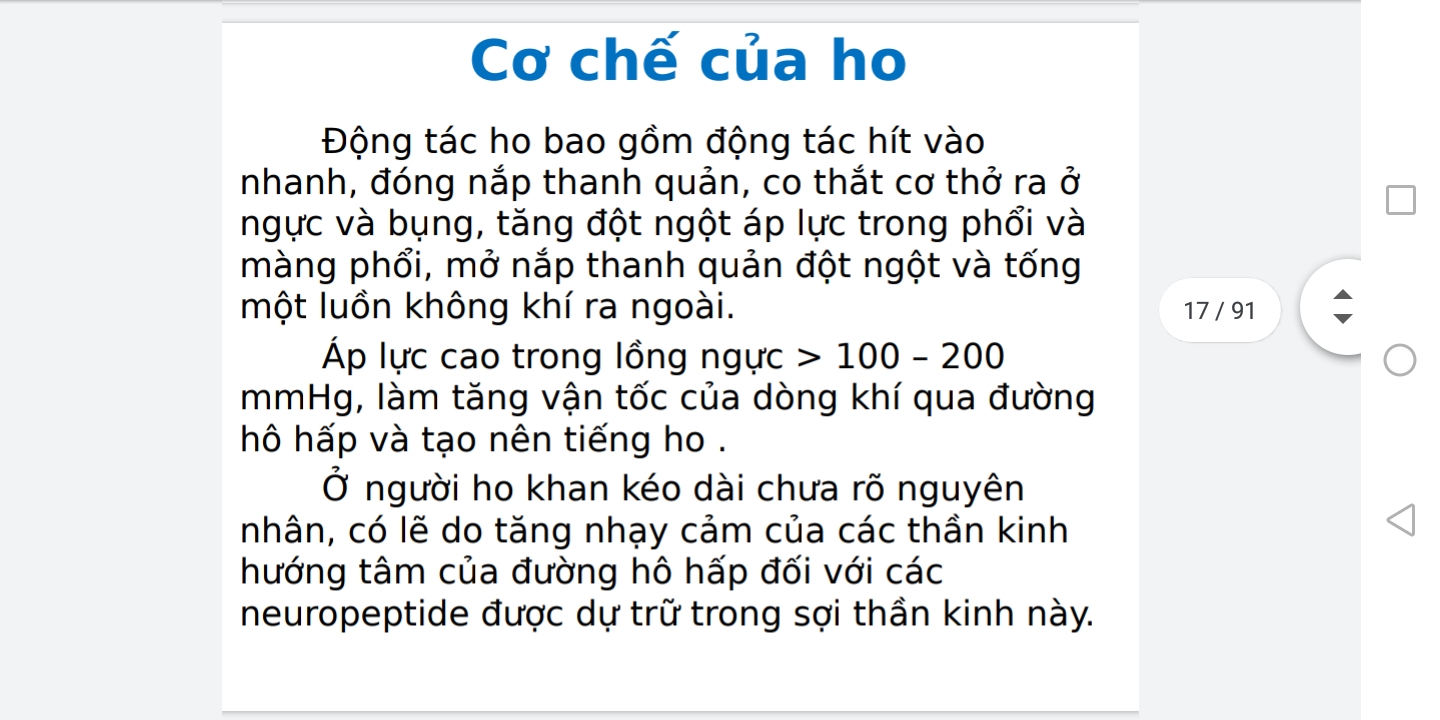 Cơ chế của ho
Động tác ho bao gồm động tác hít vào
nhanh, đóng nắp thanh quản, co thắt cơ thở ra ở
ngực và bụng, tăng đột ngột áp lực trong phổi và
màng phổi, mở nắp thanh quản đột ngột và tống
một luồn không khí ra ngoài.
Áp lực cao trong lồng ngực > 100 – 200
mmHg, làm tăng vận tốc của dòng khí qua đường
hô hấp và tạo nên tiếng ho .
Ở người ho khan kéo dài chưa rõ nguyên
nhân, có lẽ do tăng nhạy cảm của các thần kinh
hướng tâm của đường hô hấp đối với các
neuropeptide được dự trữ trong sợi thần kinh này.
17 / 91